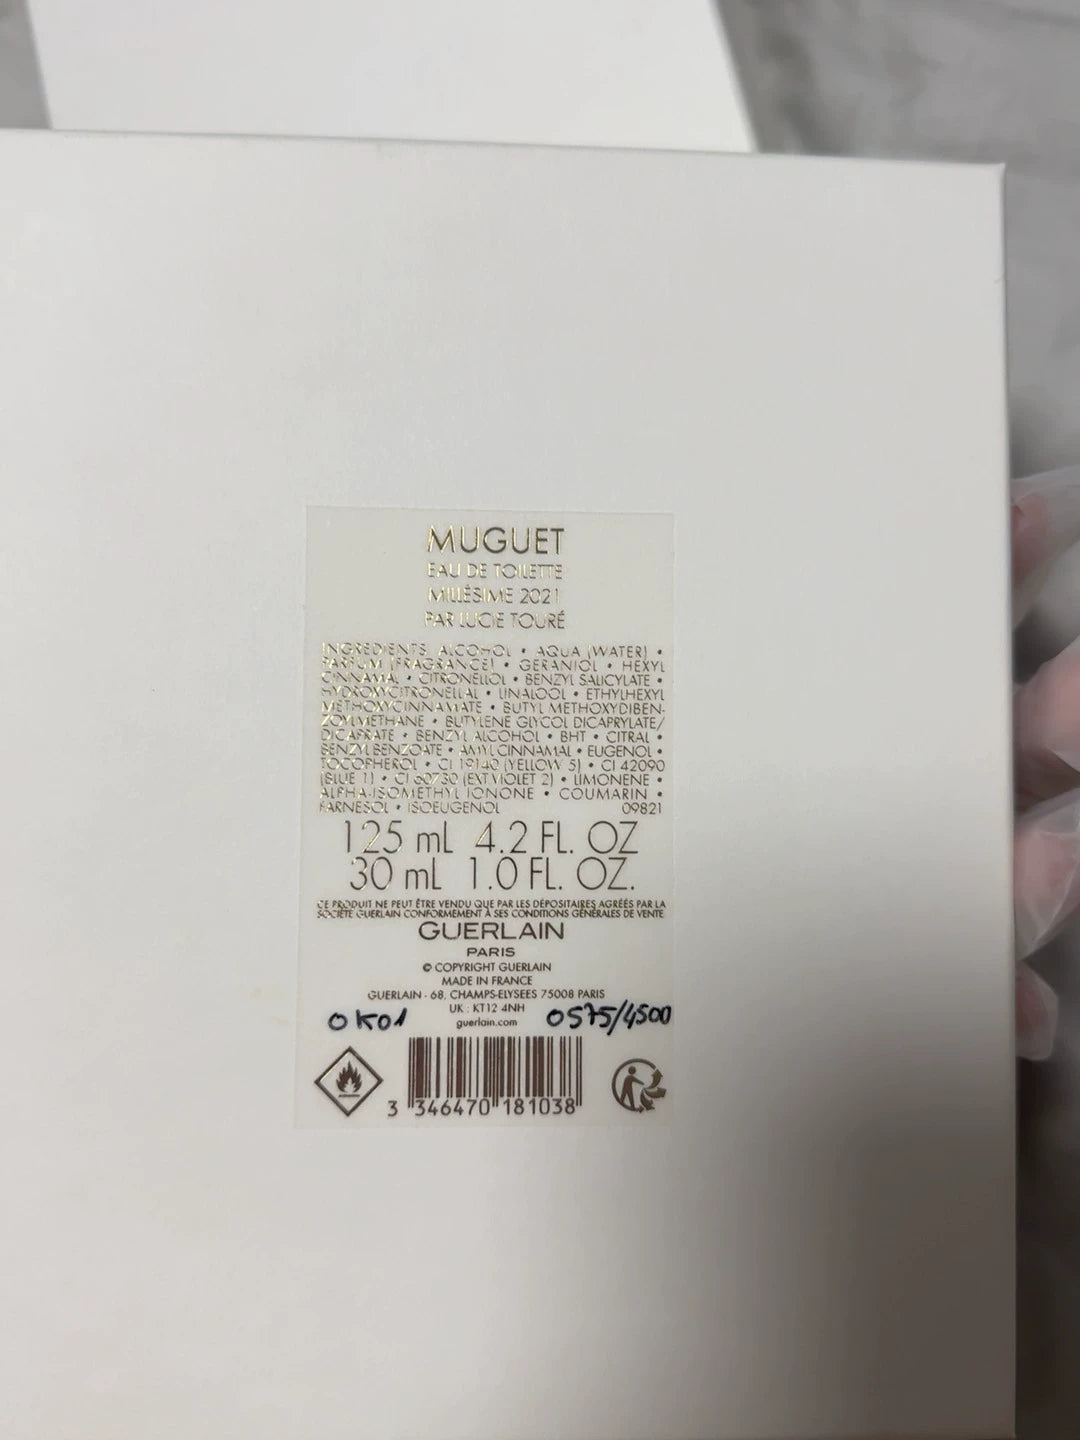 MUGUET
EAU DE TOILETTE
MILLÉSIME 2021
PAR LUCIE TOURÉ
INGREDIENTS: ALCOHOL • AQUA (WATER) •
PARFUM (FRAGRANCE) • GERANIOL • HEXYL
CINNAMAL • CITRONELLOL • BENZYL SALICYLATE •
HYDROXYCITRONELLAL • LINALOOL • ETHYLHEXYL
METHOXYCINNAMATE • BUTYL METHOXYDIBEN-
ZOYLMETHANE • BUTYLENE GLYCOL DICAPRYLATE/
DICAPRATE • BENZYL ALCOHOL • BHT • CITRAL •
BENZYL BENZOATE • AMYL CINNAMAL • EUGENOL •
TOCOPHEROL • CI 19140 (YELLOW 5) • CI 42090
(BLUE 1) • CI 60730 (EXT VIOLET 2) • LIMONENE •
ALPHA-ISOMETHYL IONONE • COUMARIN •
FARNESOL • ISOEUGENOL 09821
125 mL 4.2 FL. OZ
30 mL 1.0 FL. OZ.
CE PRODUIT NE PEUT ÊTRE VENDU QUE PAR LES DÉPOSITAIRES AGRÉÉS PAR LA
SOCIÉTÉ GUERLAIN CONFORMEMENT À SES CONDITIONS GÉNÉRALES DE VENTE
GUERLAIN
PARIS
© COPYRIGHT GUERLAIN
MADE IN FRANCE
GUERLAIN - 68, CHAMPS-ELYSEES 75008 PARIS
UK : KT12 4NH
0K01 guerlain.com 0575/4500
3 346470 181038